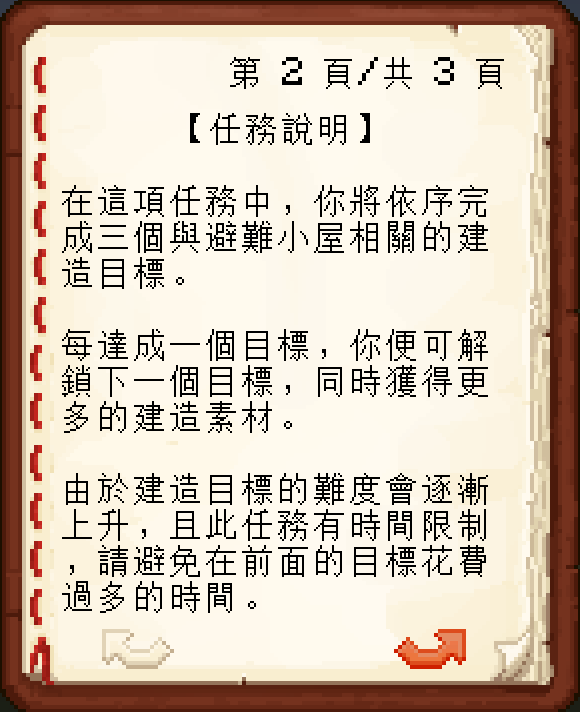 第 2 頁/共 3 頁
【任務說明】
在這項任務中，你將依序完
成三個與避難小屋相關的建
造目標。
每達成一個目標，你便可解
鎖下一個目標，同時獲得更
多的建造素材。
由於建造目標的難度會逐漸
上升，且此任務有時間限制
，請避免在前面的目標花費
過多的時間。